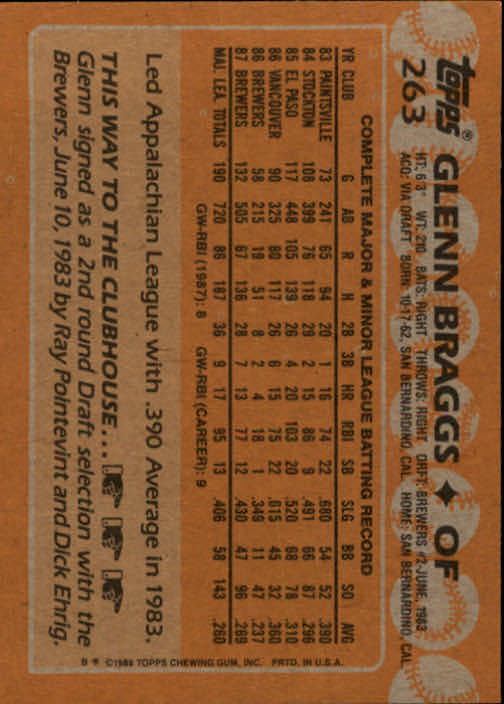 topps® GLENN BRAGGS ♦ OF
263 HT: 6'3" WT: 210 BATS: RIGHT THROWS: RIGHT DRFT: BREWERS #2-JUNE, 1983
ACQ: VIA DRAFT BORN: 10-17-62, SAN BERNARDINO, CAL HOME: SAN BERNARDINO, CAL
COMPLETE MAJOR & MINOR LEAGUE BATTING RECORD
YR CLUB G AB R H 2B 3B HR RBI SB SLG BB SO AVG
83 PAINTSVILLE 73 241 65 94 20 1 16 74 22 .680 54 52 .390
84 STOCKTON 108 399 76 118 29 2 15 86 9 .491 66 87 .296
85 EL PASO 117 448 105 139 26 4 20 103 20 .520 68 78 .310
86 VANCOUVER 90 325 80 117 26 6 15 75 22 .615 45 32 .360
86 BREWERS 58 215 19 51 8 2 4 18 1 .349 11 47 .237
87 BREWERS 132 505 67 136 28 7 13 77 12 .430 47 96 .269
MAJ. LEA. TOTALS 190 720 86 187 36 9 17 95 13 .406 58 143 .260
GW-RBI (1987): 8 GW-RBI (CAREER): 9
Led Appalachian League with .390 Average in 1983.
THIS WAY TO THE CLUBHOUSE...
Glenn signed as a 2nd round Draft selection with the
Brewers, June 10, 1983 by Ray Pointevint and Dick Ehrig.
B * ©1988 TOPPS CHEWING GUM, INC. PRTD. IN U.S.A.